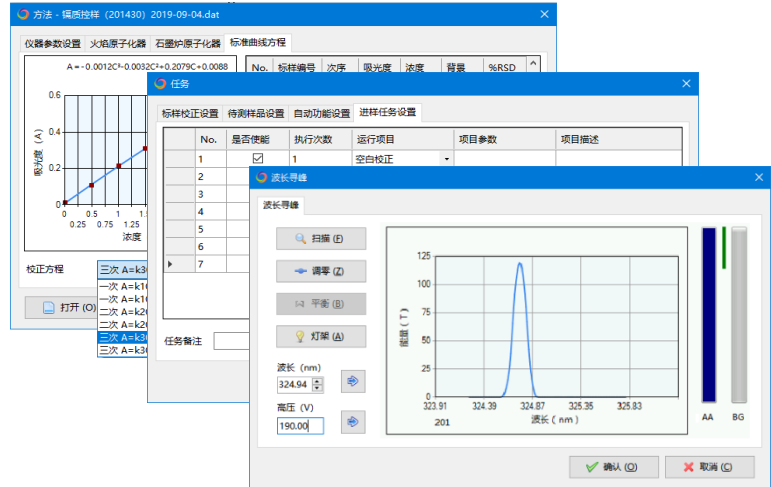 方法 - 镉质控样 (201430) 2019-09-04.dat
仪器参数设置 火焰原子化器 石墨炉原子化器 标准曲线方程
A = - 0.0012C³-0.0032C²+0.2079C+0.0088
No. 标样编号 次序 吸光度 浓度 背景 %RSD
0.6
0.4
0.2
0
吸光度 (A)
0 0.5 1 1.
0.25 0.75 1.25
浓度
校正方程
三次 A=k3
一次 A=k1
一次 A=k1
二次 A=k2
二次 A=k2
三次 A=k3
三次 A=k3
打开 (O)
任务
标样校正设置 待测样品设置 自动功能设置 进样任务设置
No. 是否使能 执行次数 运行项目 项目参数 项目描述
1 1 空白校正
2
3
4
5
6
7
任务备注
波长寻峰
波长寻峰
扫描 (F)
调零 (Z)
平衡 (B)
灯架 (A)
波长 (nm)
324.94
高压 (V)
190.00
125
100
75
50
25
0
能量 ( T )
323.91 324.39 324.87 325.35 325.83
201 波长 ( nm )
AA BG
确认 (O) 取消 (C)